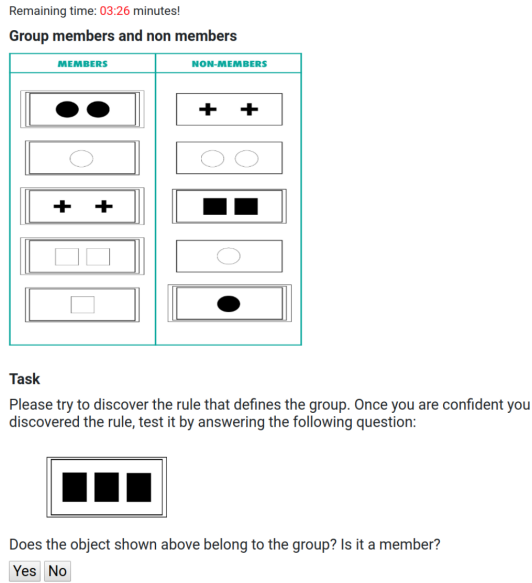 Remaining time: 03:26 minutes!
Group members and non members
MEMBERS
NON-MEMBERS
Task
Please try to discover the rule that defines the group. Once you are confident you
discovered the rule, test it by answering the following question:
Does the object shown above belong to the group? Is it a member?
Yes No